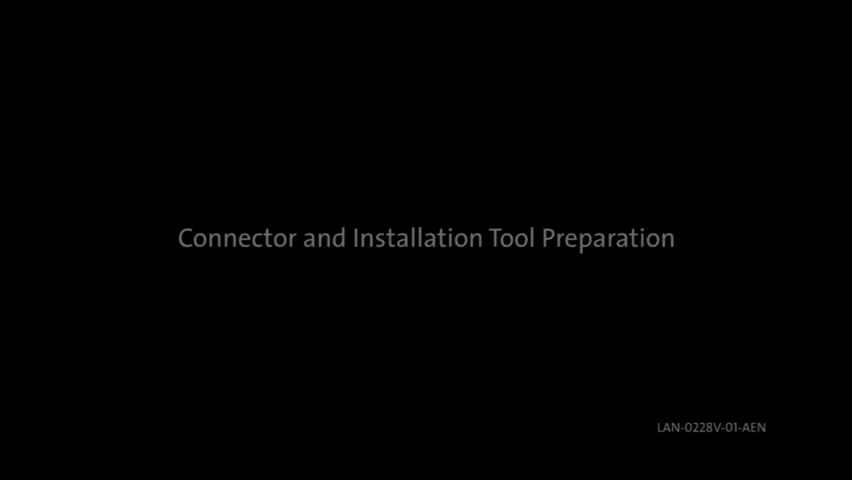 Connector and Installation Tool Preparation
LAN-0228V-01-AEN